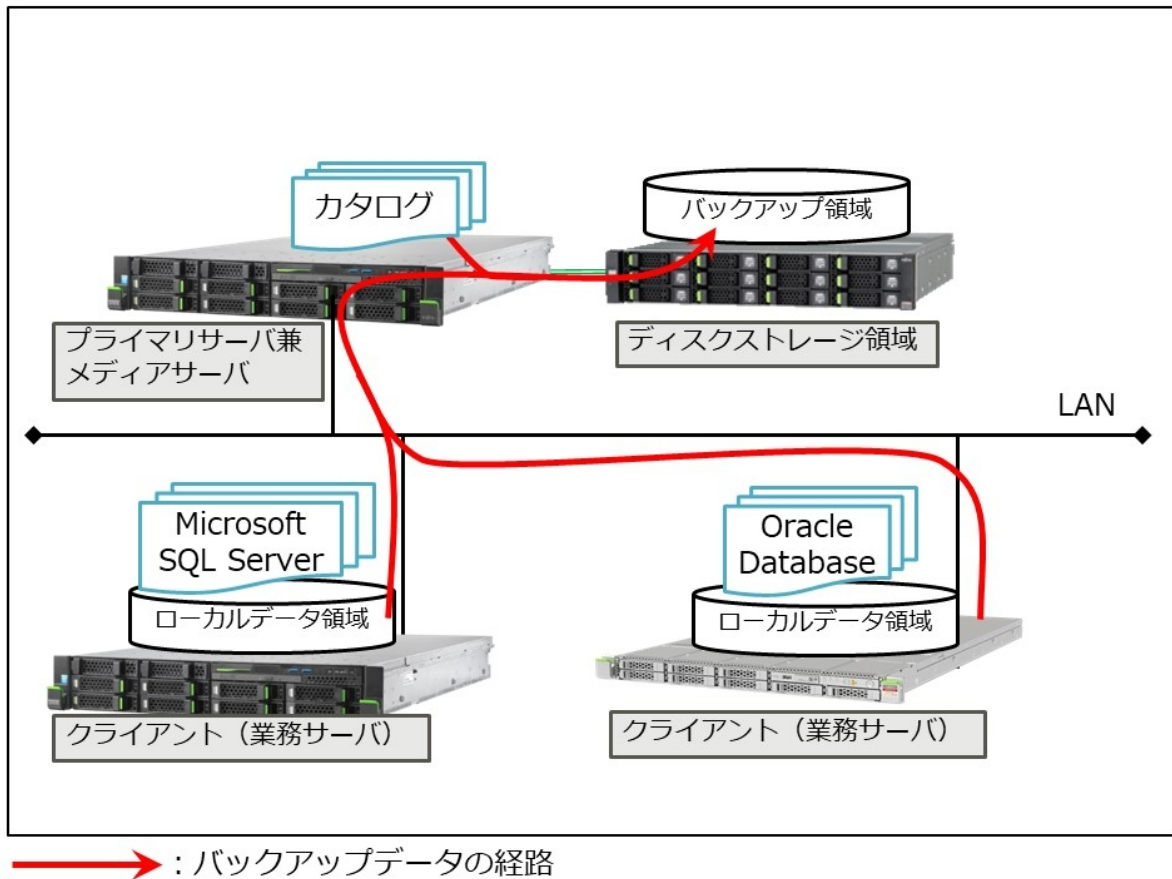 カタログ
バックアップ領域
プライマリサーバ兼
メディアサーバ
ディスクストレージ領域
LAN
Microsoft
SQL Server
ローカルデータ領域
Oracle
Database
ローカルデータ領域
クライアント（業務サーバ）
クライアント（業務サーバ）
：バックアップデータの経路